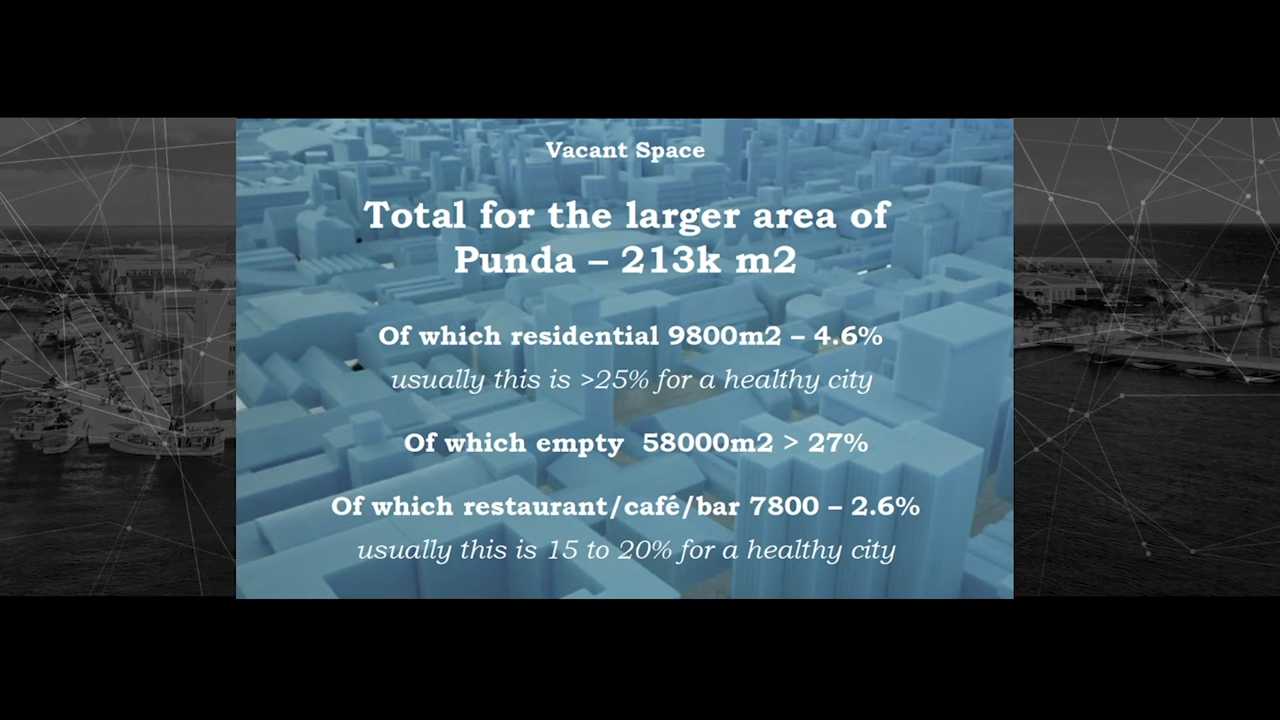 Vacant Space
Total for the larger area of
Punda – 213k m2
Of which residential 9800m2 – 4.6%
usually this is >25% for a healthy city
Of which empty  58000m2 > 27%
Of which restaurant/café/bar 7800 – 2.6%
usually this is 15 to 20% for a healthy city